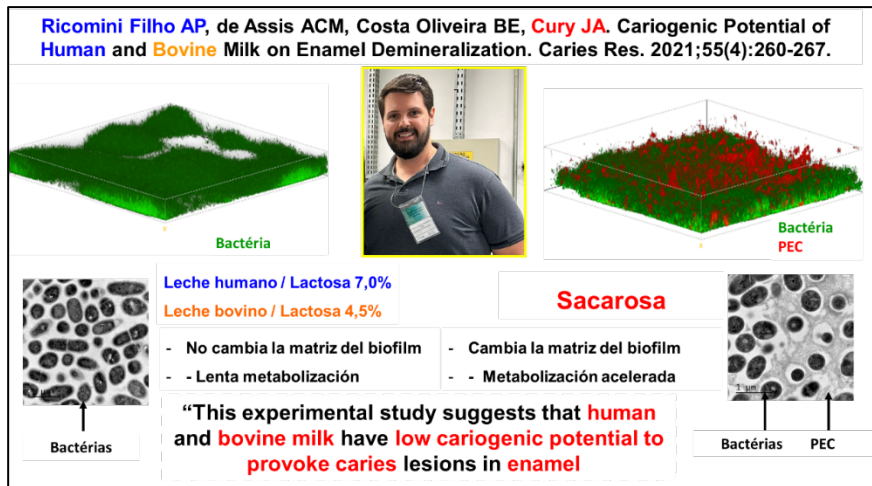 Ricomini Filho AP, de Assis ACM, Costa Oliveira BE, Cury JA. Cariogenic Potential of
Human and Bovine Milk on Enamel Demineralization. Caries Res. 2021;55(4):260-267.
Bactéria
Bactéria
PEC
Leche humano / Lactosa 7,0%
Leche bovino / Lactosa 4,5%
Sacarosa
- No cambia la matriz del biofilm
- - Lenta metabolización
- Cambia la matriz del biofilm
- - Metabolización acelerada
1 µm
Bactérias
Bactérias PEC
“This experimental study suggests that human
and bovine milk have low cariogenic potential to
provoke caries lesions in enamel